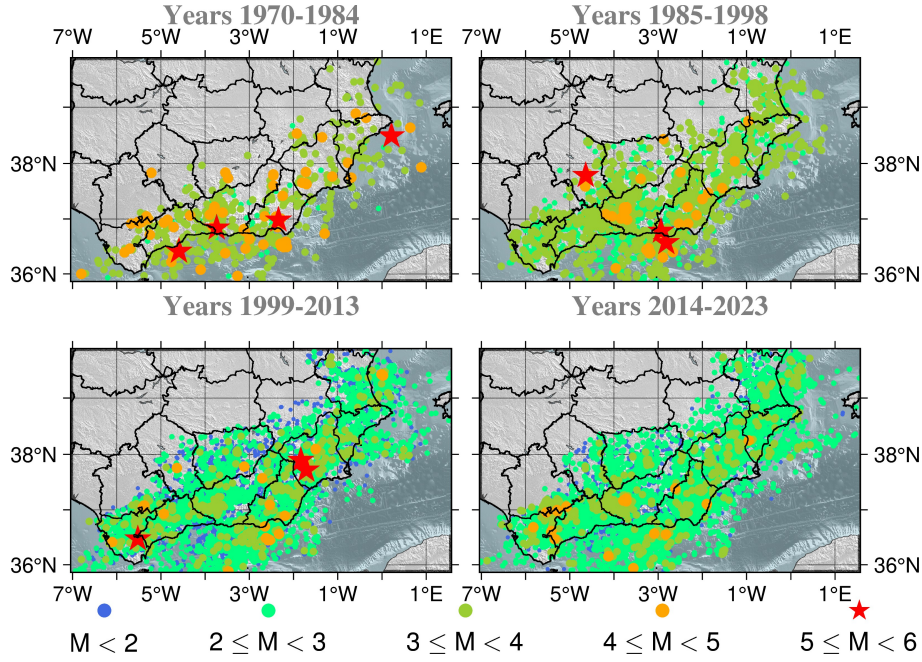 Years 1970-1984 Years 1985-1998
7°W 5°W 3°W 1°W 1°E 7°W 5°W 3°W 1°W 1°E
38°N 38°N
36°N 36°N
Years 1999-2013 Years 2014-2023
38°N 38°N
36°N 36°N
7°W 5°W 3°W 1°W 1°E 7°W 5°W 3°W 1°W 1°E
M < 2 2 ≤ M < 3 3 ≤ M < 4 4 ≤ M < 5 5 ≤ M < 6